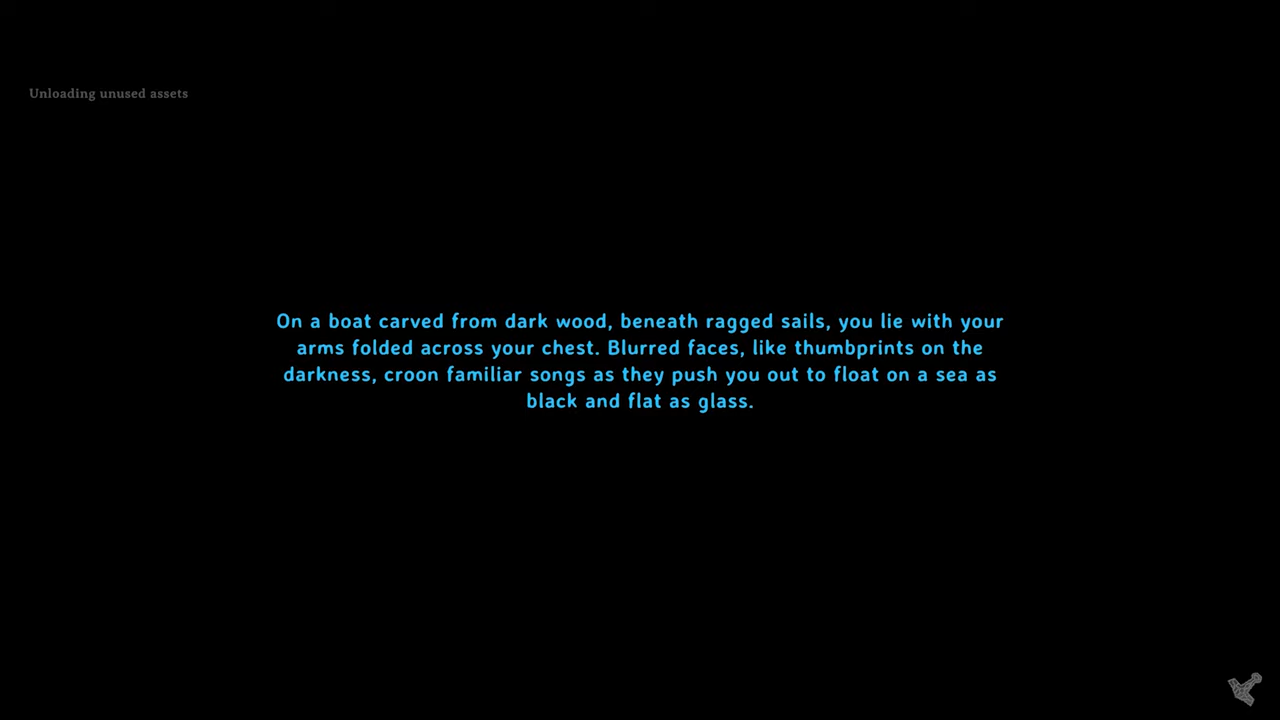 Unloading unused assets
On a boat carved from dark wood, beneath ragged sails, you lie with your
arms folded across your chest. Blurred faces, like thumbprints on the
darkness, croon familiar songs as they push you out to float on a sea as
black and flat as glass.